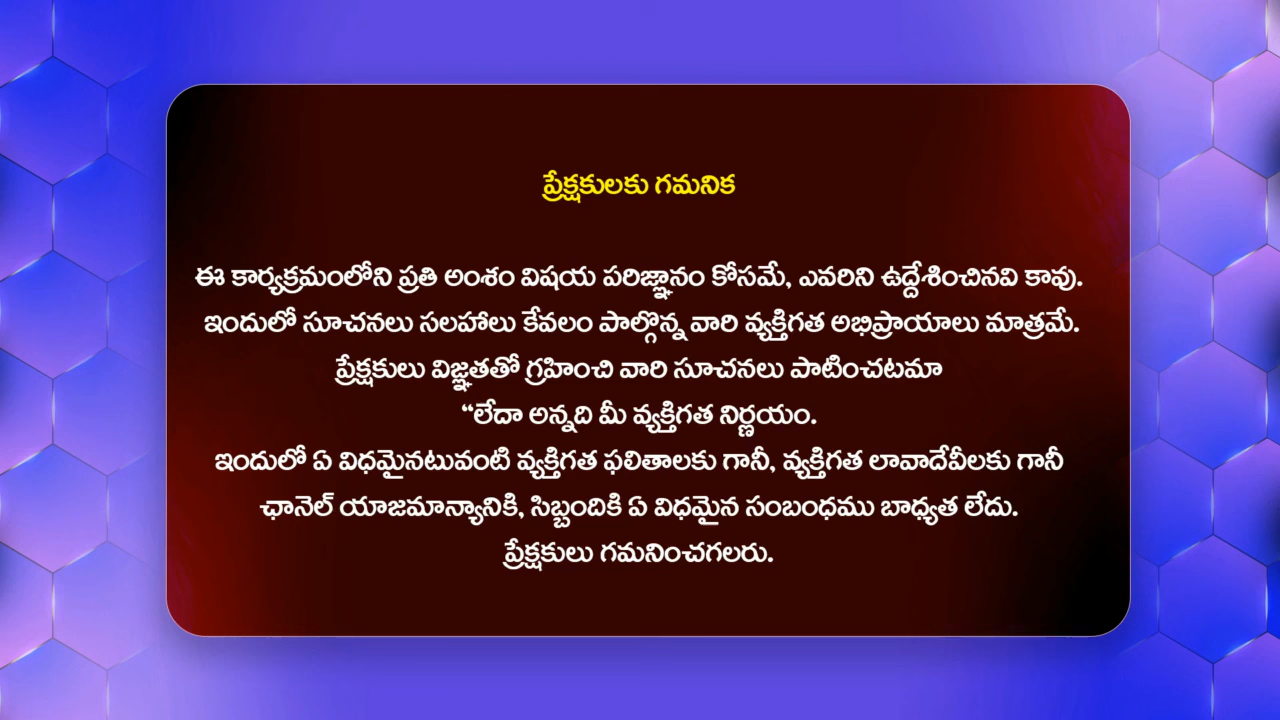 ప్రేక్షకులకు గమనిక
ఈ కార్యక్రమంలోని ప్రతి అంశం విషయ పరిజ్ఞానం కోసమే, ఎవరిని ఉద్దేశించినవి కావు.
ఇందులో సూచనలు సలహాలు కేవలం పాల్గొన్న వారి వ్యక్తిగత అభిప్రాయాలు మాత్రమే.
ప్రేక్షకులు విజ్ఞతతో గ్రహించి వారి సూచనలు పాటించటమా
“లేదా అన్నది మీ వ్యక్తిగత నిర్ణయం.
ఇందులో ఏ విధమైనటువంటి వ్యక్తిగత ఫలితాలకు గానీ, వ్యక్తిగత లావాదేవీలకు గానీ
ఛానెల్ యాజమాన్యానికి, సిబ్బందికి ఏ విధమైన సంబంధము బాధ్యత లేదు.
ప్రేక్షకులు గమనించగలరు.